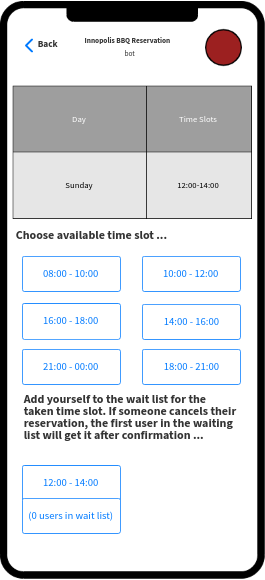 Back
Innopolis BBQ Reservation
bot
Day Time Slots
Sunday 12:00-14:00
Choose available time slot ...
08:00 - 10:00 10:00 - 12:00
16:00 - 18:00 14:00 - 16:00
21:00 - 00:00 18:00 - 21:00
Add yourself to the wait list for the
taken time slot. If someone cancels their
reservation, the first user in the waiting
list will get it after confirmation ...
12:00 - 14:00
(0 users in wait list)